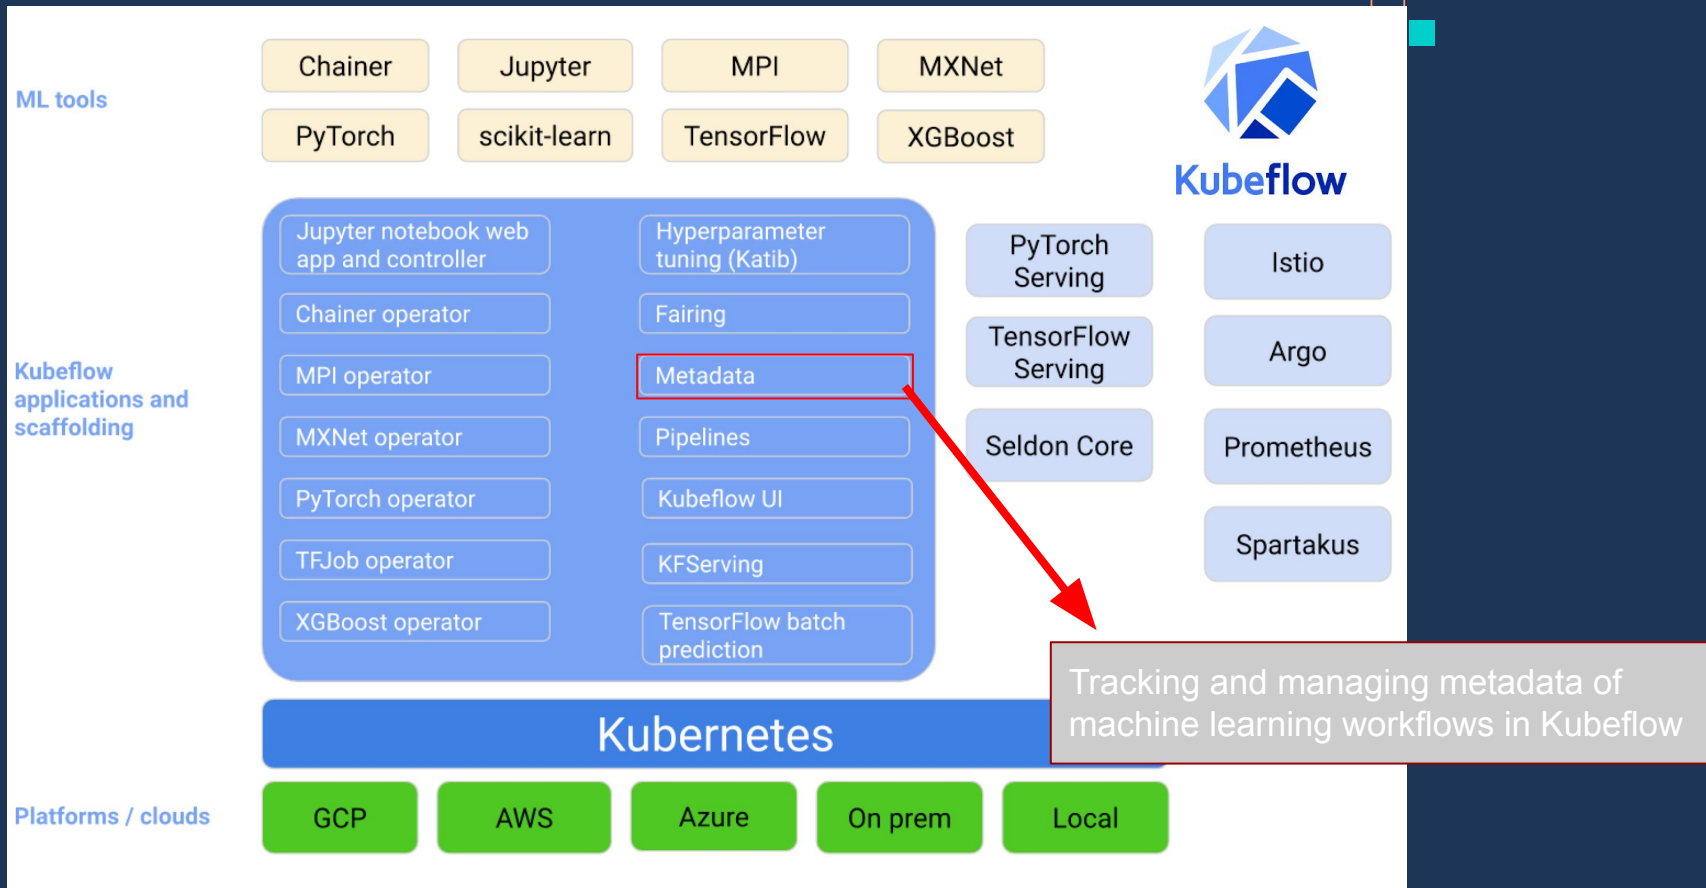 ML tools
Chainer
Jupyter
MPI
MXNet
PyTorch
scikit-learn
TensorFlow
XGBoost
Kubeflow
Kubeflow
applications and
scaffolding
Jupyter notebook web
app and controller
Chainer operator
MPI operator
MXNet operator
PyTorch operator
TFJob operator
XGBoost operator
Hyperparameter
tuning (Katib)
Fairing
Metadata
Pipelines
Kubeflow UI
KFServing
TensorFlow batch
prediction
PyTorch
Serving
TensorFlow
Serving
Seldon Core
Istio
Argo
Prometheus
Spartakus
Tracking and managing metadata of
machine learning workflows in Kubeflow
Kubernetes
Platforms / clouds
GCP
AWS
Azure
On prem
Local